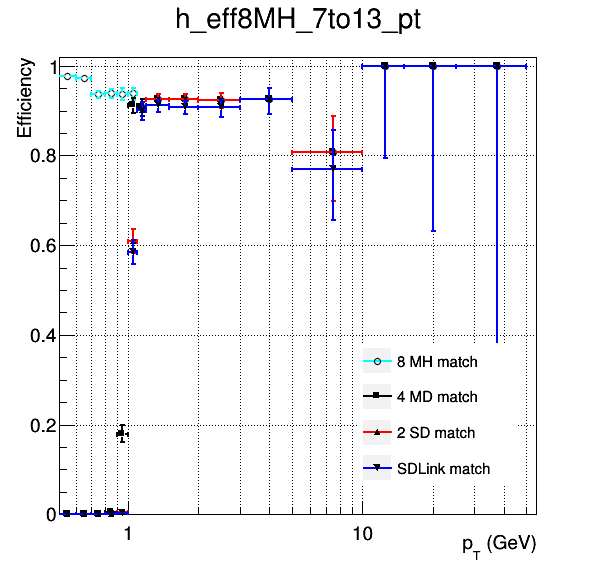 h_eff8MH_7to13_pt
Efficiency
1
0.8
0.6
0.4
0.2
0
8 MH match
4 MD match
2 SD match
SDLink match
1
10
p_T (GeV)